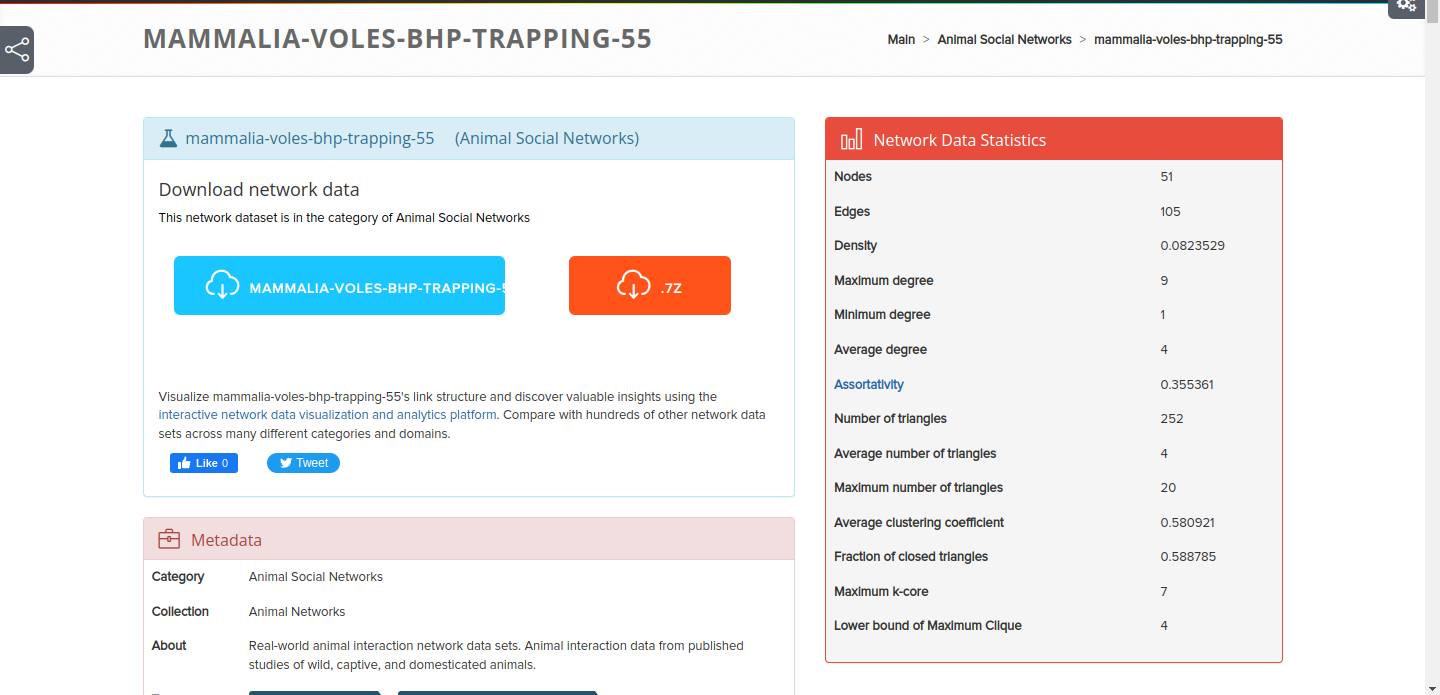 MAMMALIA-VOLES-BHP-TRAPPING-55
Main > Animal Social Networks > mammalia-voles-bhp-trapping-55
mammalia-voles-bhp-trapping-55 (Animal Social Networks)
Download network data
This network dataset is in the category of Animal Social Networks
MAMMALIA-VOLES-BHP-TRAPPING-
.7Z
Visualize mammalia-voles-bhp-trapping-55's link structure and discover valuable insights using the
interactive network data visualization and analytics platform. Compare with hundreds of other network data
sets across many different categories and domains.
Like 0
Tweet
Metadata
Category Animal Social Networks
Collection Animal Networks
About Real-world animal interaction network data sets. Animal interaction data from published
studies of wild, captive, and domesticated animals.
Network Data Statistics
Nodes 51
Edges 105
Density 0.0823529
Maximum degree 9
Minimum degree 1
Average degree 4
Assortativity 0.355361
Number of triangles 252
Average number of triangles 4
Maximum number of triangles 20
Average clustering coefficient 0.580921
Fraction of closed triangles 0.588785
Maximum k-core 7
Lower bound of Maximum Clique 4